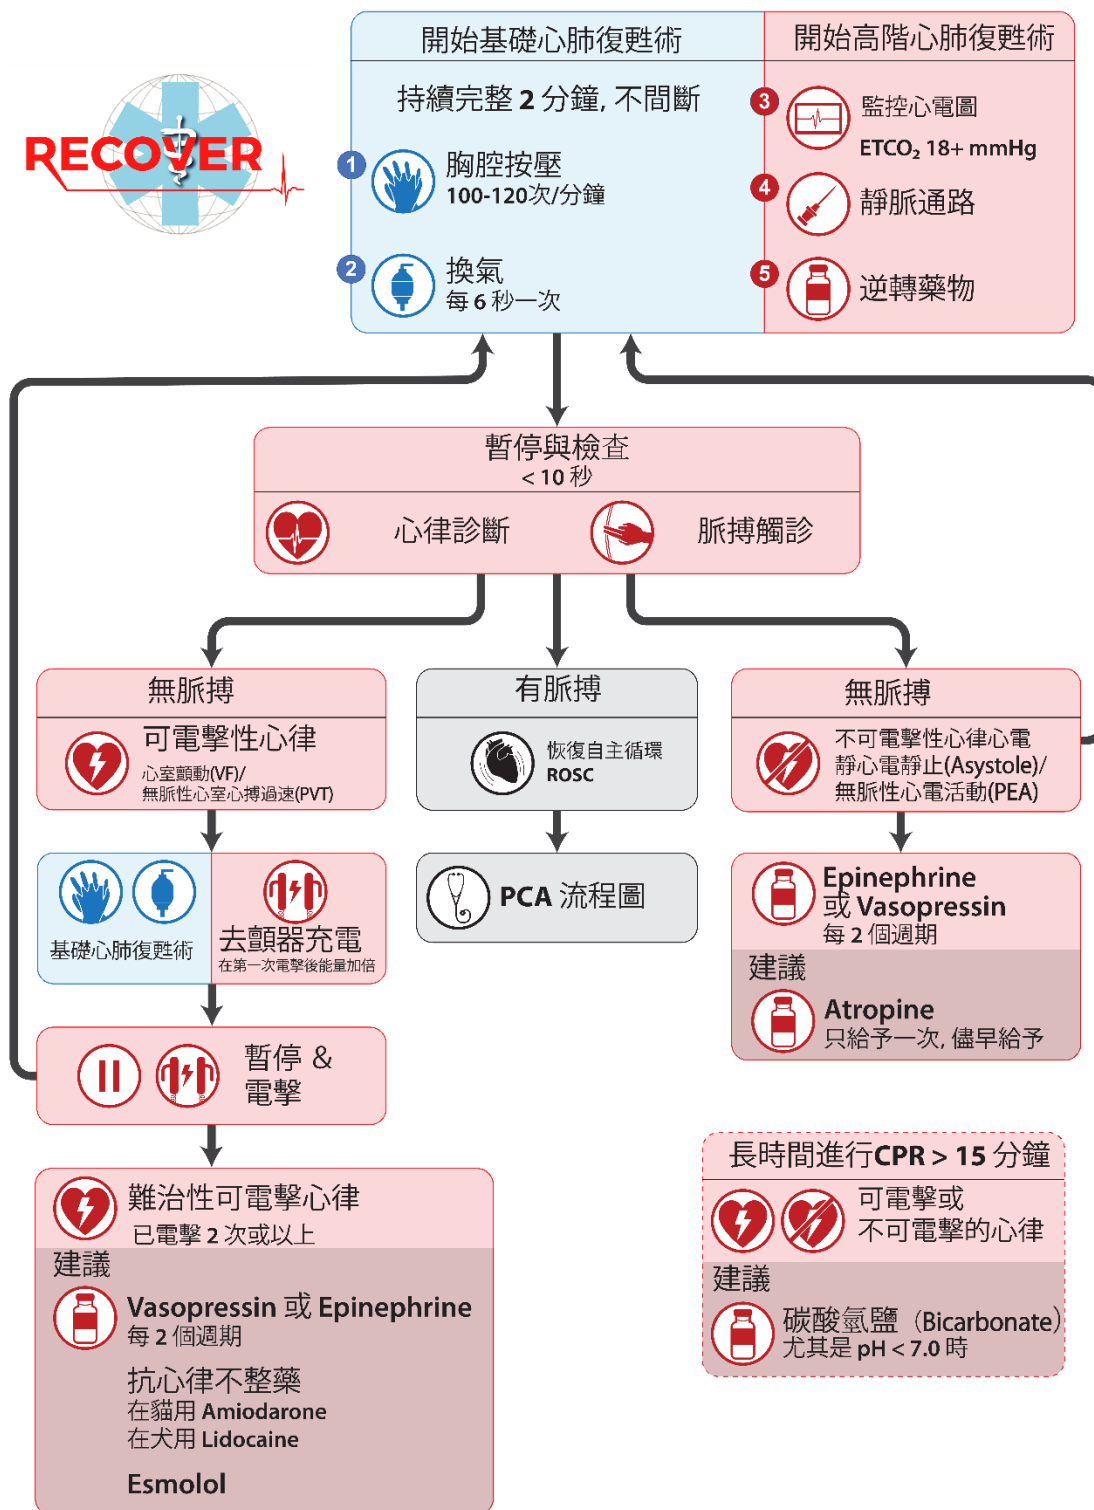 RECOVER
開始基礎心肺復甦術
持續完整 2 分鐘, 不間斷
1
胸腔按壓
100-120次/分鐘
2
換氣
每 6 秒一次
開始高階心肺復甦術
3
監控心電圖
ETCO₂ 18+ mmHg
4
靜脈通路
5
逆轉藥物
暫停與檢查
< 10 秒
心律診斷
脈搏觸診
無脈搏
可電擊性心律
心室顫動(VF)/
無脈性心室心搏過速(PVT)
有脈搏
恢復自主循環
ROSC
無脈搏
不可電擊性心律心電
靜心電靜止(Asystole)/
無脈性心電活動(PEA)
基礎心肺復甦術
去顫器充電
在第一次電擊後能量加倍
PCA 流程圖
Epinephrine
或 Vasopressin
每 2 個週期
建議
Atropine
只給予一次, 儘早給予
暫停 &
電擊
難治性可電擊心律
已電擊 2 次或以上
建議
Vasopressin 或 Epinephrine
每 2 個週期
抗心律不整藥
在貓用 Amiodarone
在犬用 Lidocaine
Esmolol
長時間進行CPR > 15 分鐘
可電擊或
不可電擊的心律
建議
碳酸氫鹽（Bicarbonate）
尤其是 pH < 7.0 時